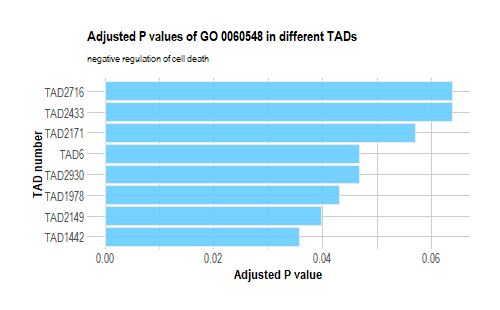 Adjusted P values of GO 0060548 in different TADs
negative regulation of cell death
TAD number
TAD2716
TAD2433
TAD2171
TAD6
TAD2930
TAD1978
TAD2149
TAD1442
0.00 0.02 0.04 0.06
Adjusted P value